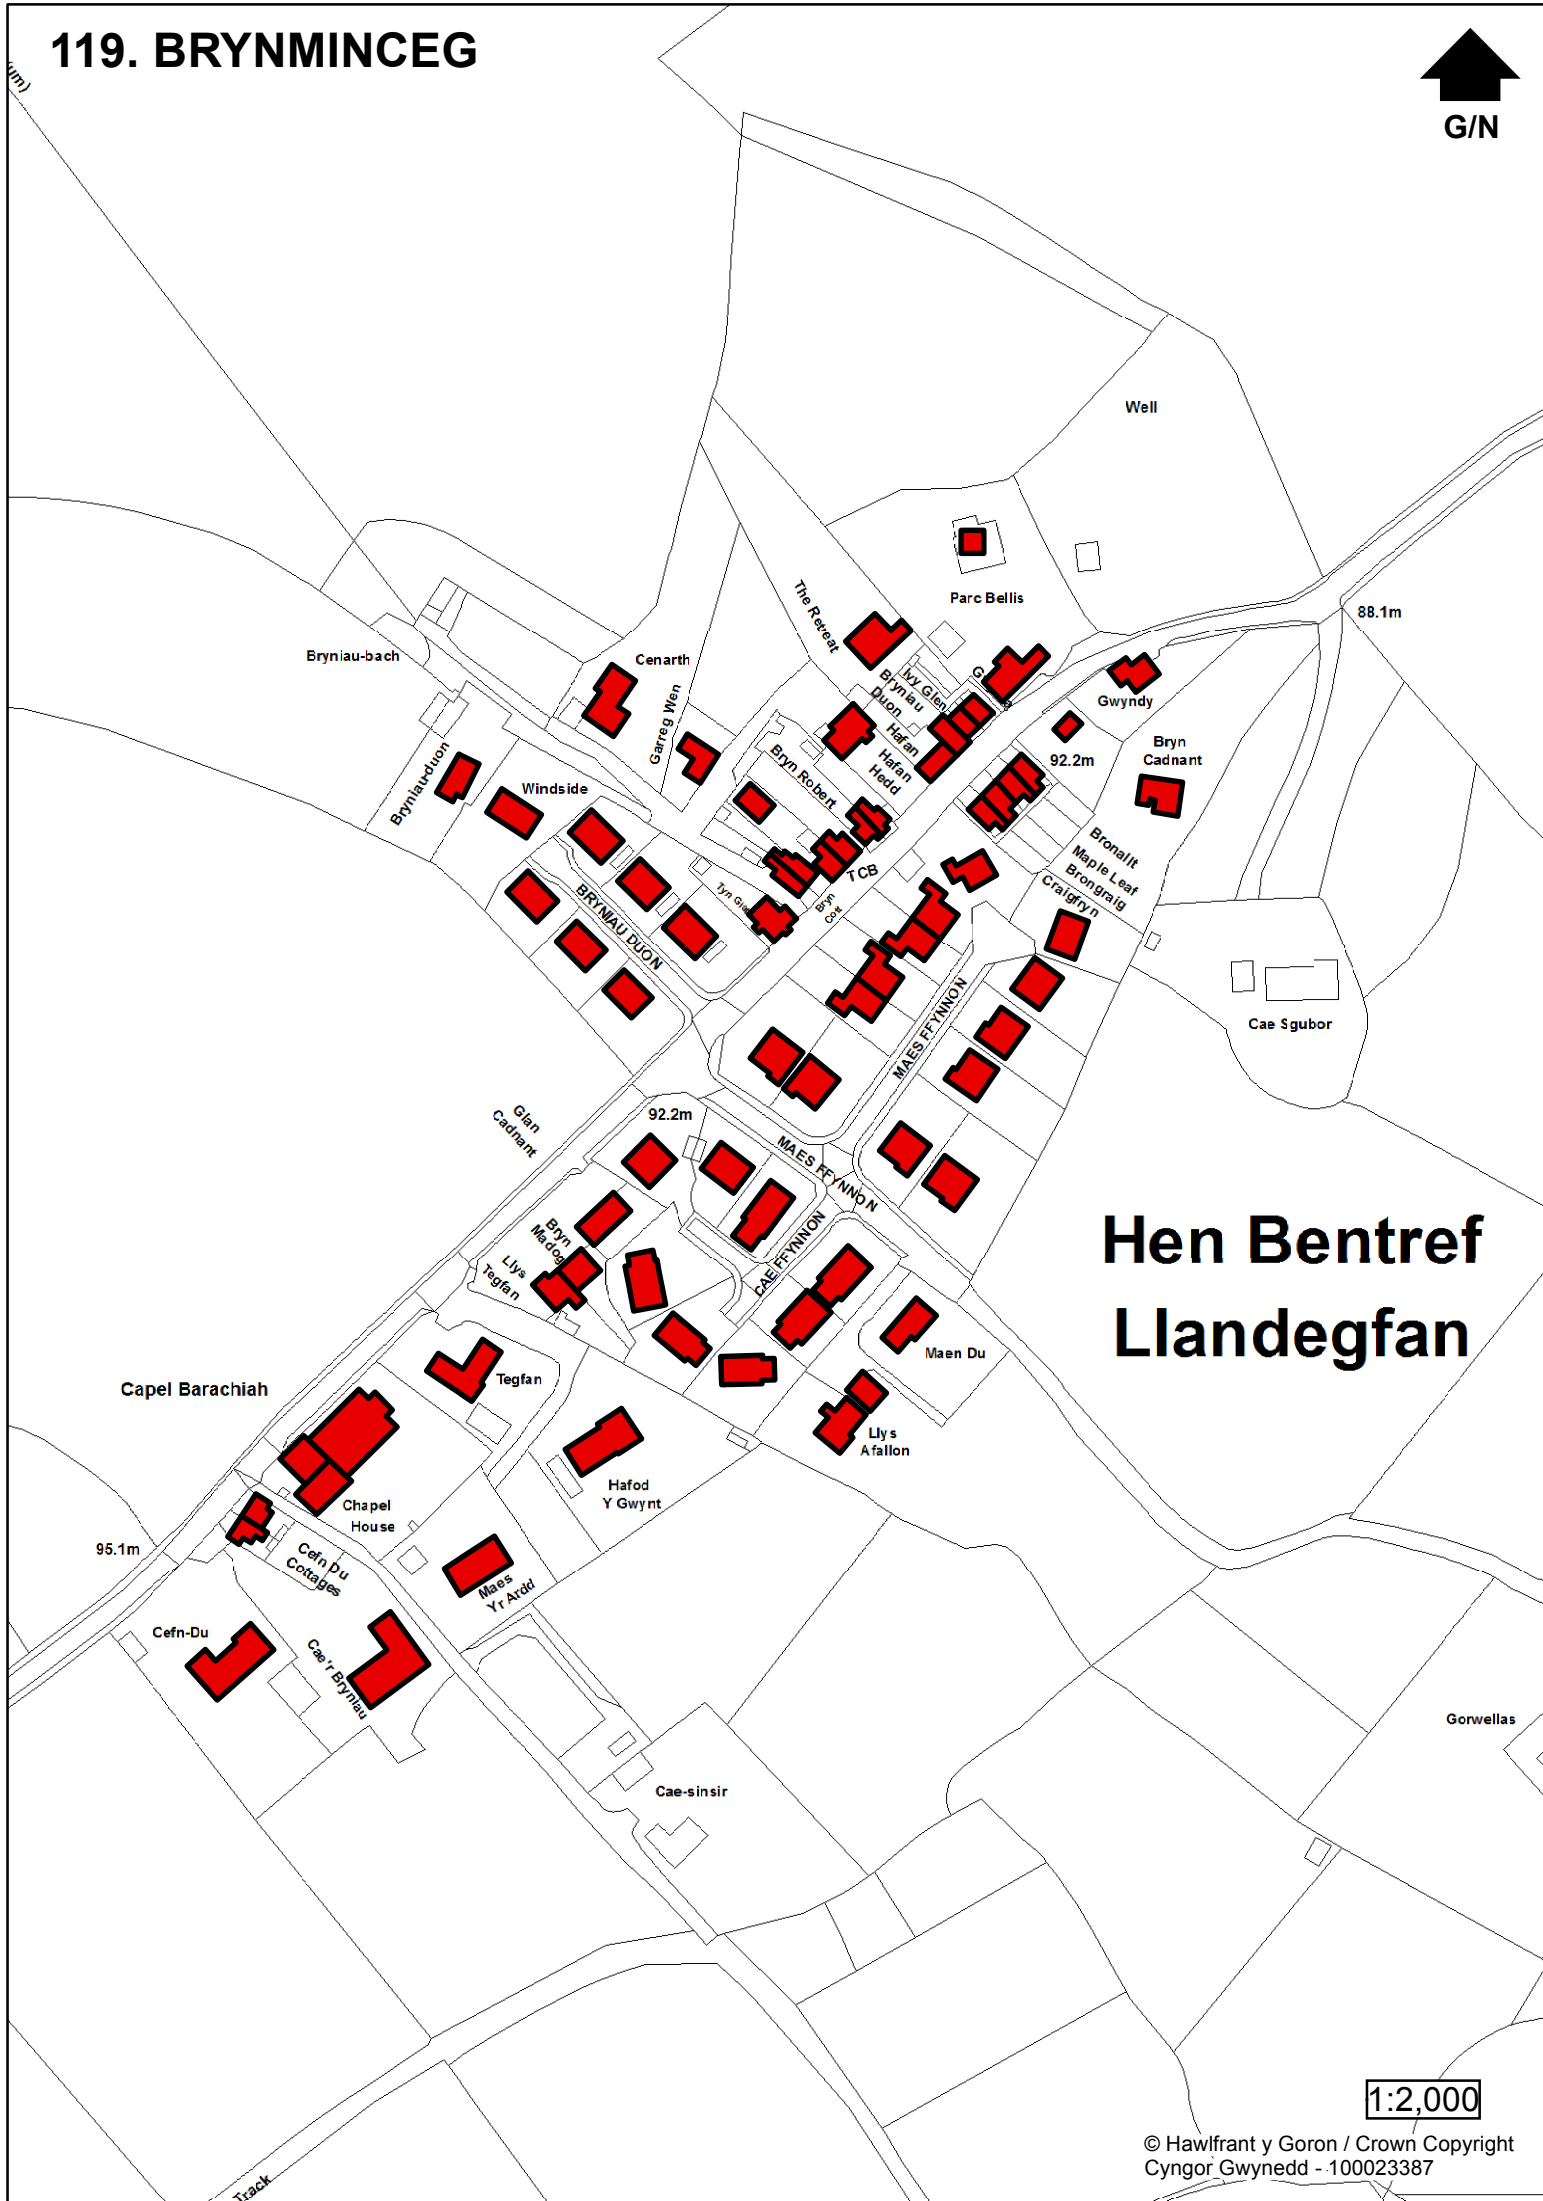 119. BRYNMINCEG
G/N
Well
Parc Bellis
88.1m
The Retreat
Bryniau-bach
Cenarth
Garreg Wen
Ivy Glen
Bryniau
Duon
Hafan
Hafan
Hedd
Gwyndy
92.2m
Bryn
Cadnant
Bryniau-duon
Windside
Bryn Robert
Bronallt
Maple Leaf
Brongraig
Craigfryn
TCB
Bryn
Cott
Tyn
BRYNIAU DUON
MAES FFYNNON
Cae Sgubor
Glan
Cadnant
92.2m
MAES FFYNNON
CAE FFYNNON
Bryn
Madog
Llys
Tegfan
Hen Bentref
Llandegfan
Maen Du
Tegfan
Capel Barachiah
Llys
Afallon
Hafod
Y Gwynt
Chapel
House
95.1m
Cefn Du
Cottages
Maes
Yr Ardd
Cefn-Du
Cae'r Bryniau
Gorwellas
Cae-sinsir
1:2,000
© Hawlfrant y Goron / Crown Copyright
Cyngor Gwynedd - 100023387
Track